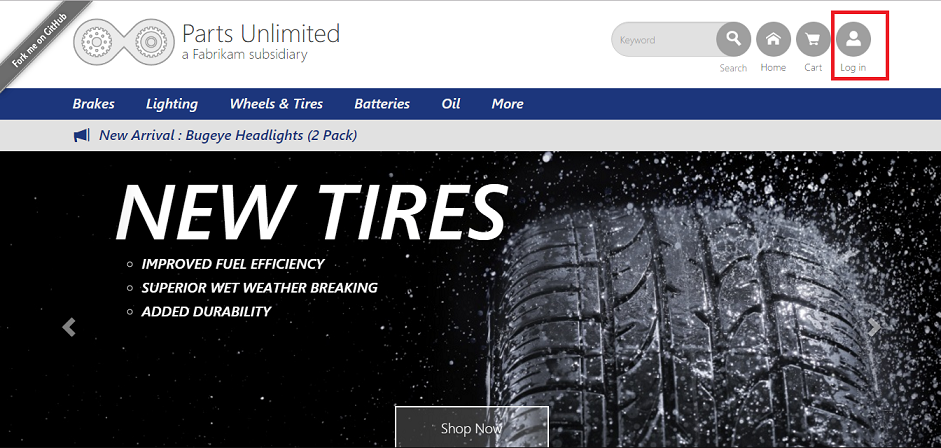 Fork me on GitHub
Parts Unlimited
a Fabrikam subsidiary
Keyword
Search
Home
Cart
Log in
Brakes
Lighting
Wheels & Tires
Batteries
Oil
More
New Arrival : Bugeye Headlights (2 Pack)
NEW TIRES
IMPROVED FUEL EFFICIENCY
SUPERIOR WET WEATHER BREAKING
ADDED DURABILITY
Shop Now